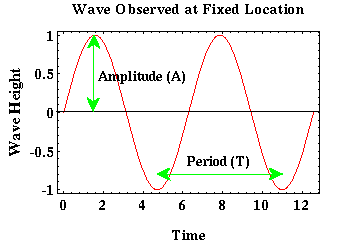 Wave Observed at Fixed Location
Wave Height
1
0.5
0
-0.5
-1
Amplitude (A)
Period (T)
0 2 4 6 8 10 12
Time